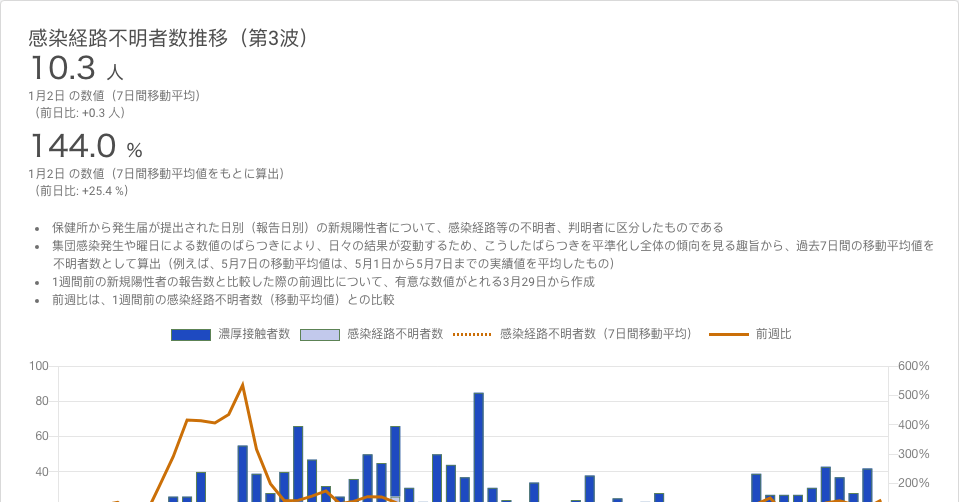 感染経路不明者数推移（第3波）
10.3 人
1月2日 の数値（7日間移動平均）
（前日比: +0.3 人）
144.0 %
1月2日 の数値（7日間移動平均値をもとに算出）
（前日比: +25.4 %）
保健所から発生届が提出された日別（報告日別）の新規陽性者について、感染経路等の不明者、判明者に区分したものである
集団感染発生や曜日による数値のばらつきにより、日々の結果が変動するため、こうしたばらつきを平準化し全体の傾向を見る趣旨から、過去7日間の移動平均値を
不明者数として算出（例えば、5月7日の移動平均値は、5月1日から5月7日までの実績値を平均したもの）
1週間前の新規陽性者の報告数と比較した際の前週比について、有意な数値がとれる3月29日から作成
前週比は、1週間前の感染経路不明者数（移動平均値）との比較
濃厚接触者数 感染経路不明者数 感染経路不明者数（7日間移動平均） 前週比
100 600%
80 500%
60 400%
40 300%
200%